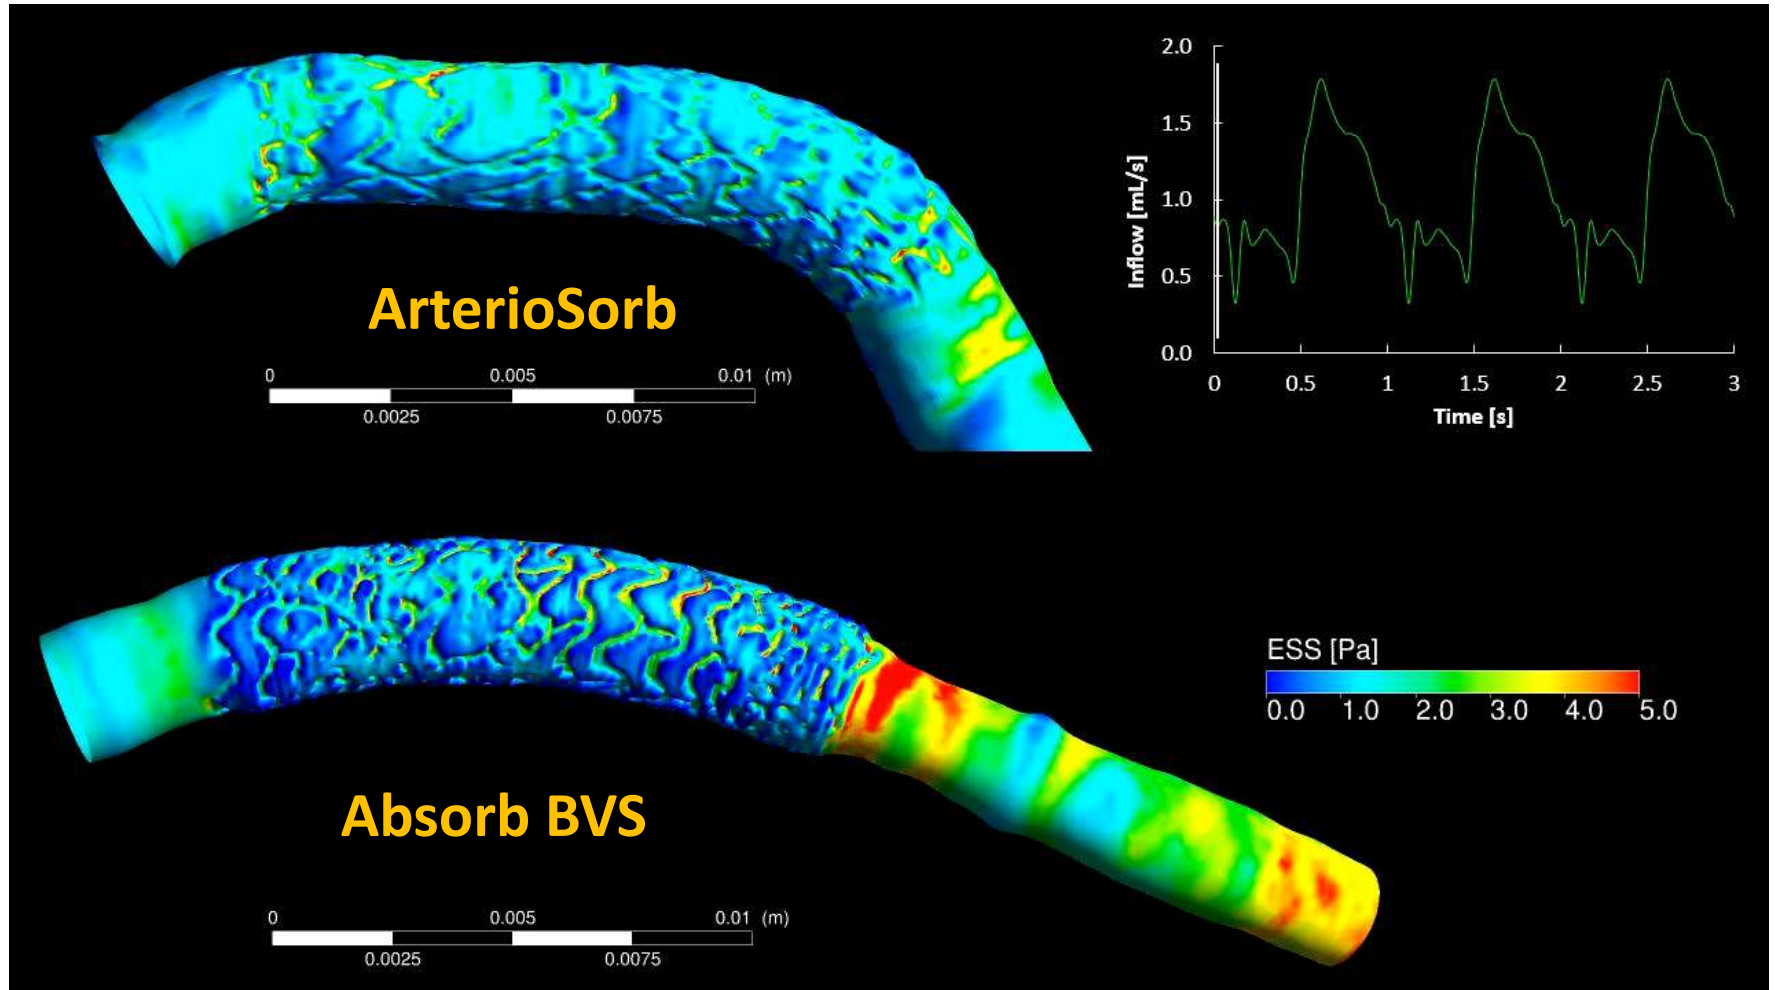 ArterioSorb
0 0.005 0.01 (m)
0.0025 0.0075
Inflow [mL/s]
2.0
1.5
1.0
0.5
0.0
0 0.5 1 1.5 2 2.5 3
Time [s]
Absorb BVS
0 0.005 0.01 (m)
0.0025 0.0075
ESS [Pa]
0.0 1.0 2.0 3.0 4.0 5.0